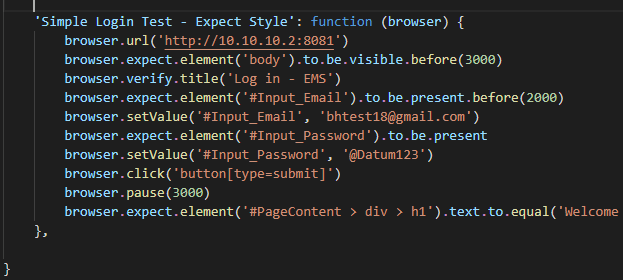 'Simple Login Test - Expect Style': function (browser) {
browser.url('http://10.10.10.2:8081')
browser.expect.element('body').to.be.visible.before(3000)
browser.verify.title('Log in - EMS')
browser.expect.element('#Input_Email').to.be.present.before(2000)
browser.setValue('#Input_Email', 'bhtest18@gmail.com')
browser.expect.element('#Input_Password').to.be.present
browser.setValue('#Input_Password', '@Datum123')
browser.click('button[type=submit]')
browser.pause(3000)
browser.expect.element('#PageContent > div > h1').text.to.equal('Welcome
},
}